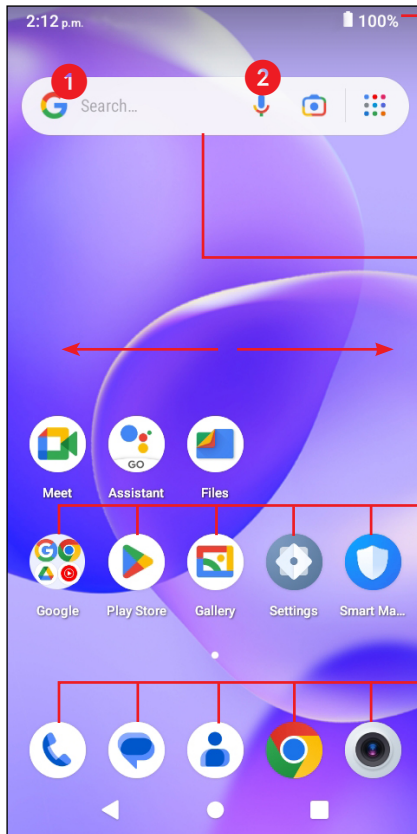 2:12 p.m. 100%
1 2
Search...
Meet Assistant Files
GO
Google Play Store Gallery Settings Smart Ma...